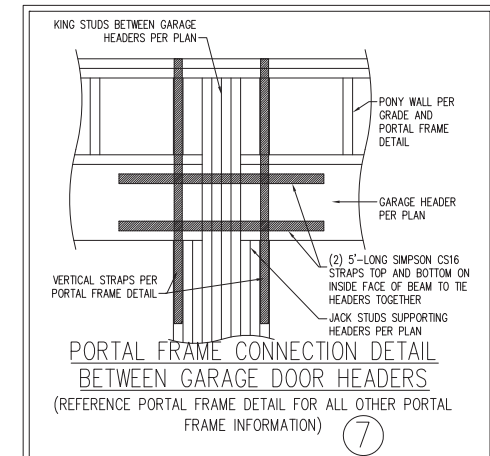 KING STUDS BETWEEN GARAGE
HEADERS PER PLAN
PONY WALL PER
GRADE AND
PORTAL FRAME
DETAIL
GARAGE HEADER
PER PLAN
(2) 5'-LONG SIMPSON CS16
STRAPS TOP AND BOTTOM ON
INSIDE FACE OF BEAM TO TIE
HEADERS TOGETHER
VERTICAL STRAPS PER
PORTAL FRAME DETAIL
JACK STUDS SUPPORTING
HEADERS PER PLAN
PORTAL FRAME CONNECTION DETAIL
BETWEEN GARAGE DOOR HEADERS
(REFERENCE PORTAL FRAME DETAIL FOR ALL OTHER PORTAL
FRAME INFORMATION)
7